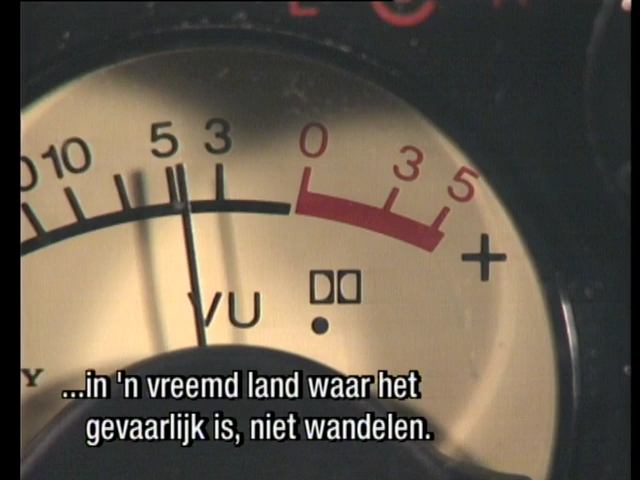 10 5 3 0 3 5
+
VU
...in 'n vreemd land waar het
gevaarlijk is, niet wandelen.